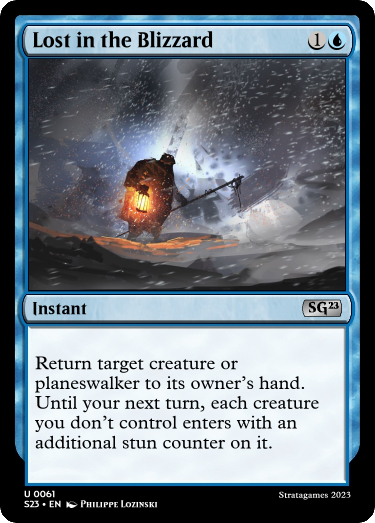 Lost in the Blizzard 1
Instant SG23
Return target creature or
planeswalker to its owner's hand.
Until your next turn, each creature
you don't control enters with an
additional stun counter on it.
U 0061
S23 • EN Philippe Lozinski
Stratagames 2023